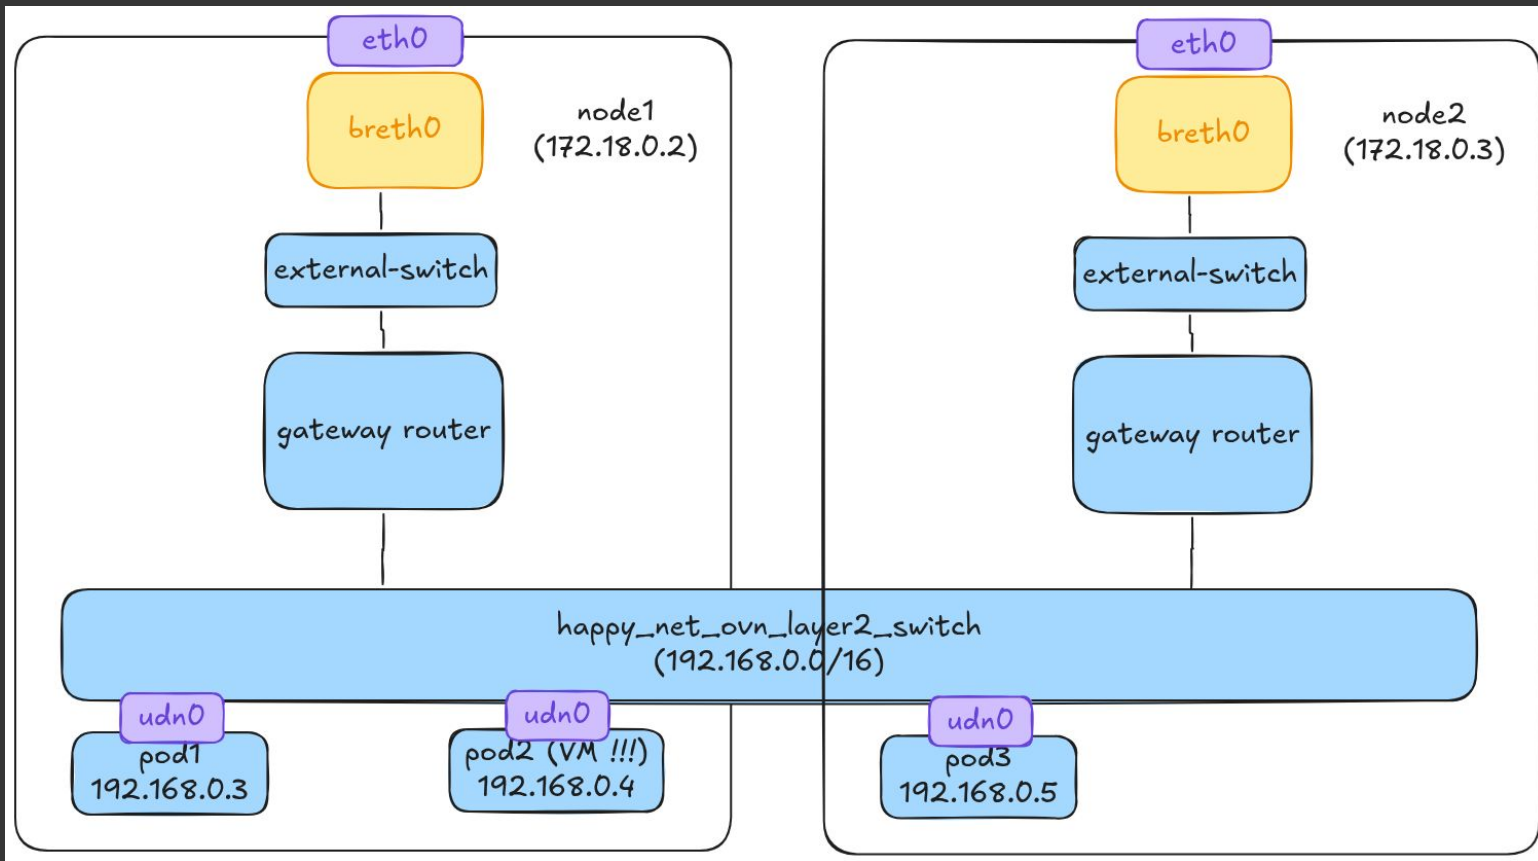 eth0
breth0
node1
(172.18.0.2)
external-switch
gateway router
eth0
breth0
node2
(172.18.0.3)
external-switch
gateway router
happy_net_ovn_layer2_switch
(192.168.0.0/16)
udn0
pod1
192.168.0.3
udn0
pod2 (VM !!!)
192.168.0.4
udn0
pod3
192.168.0.5